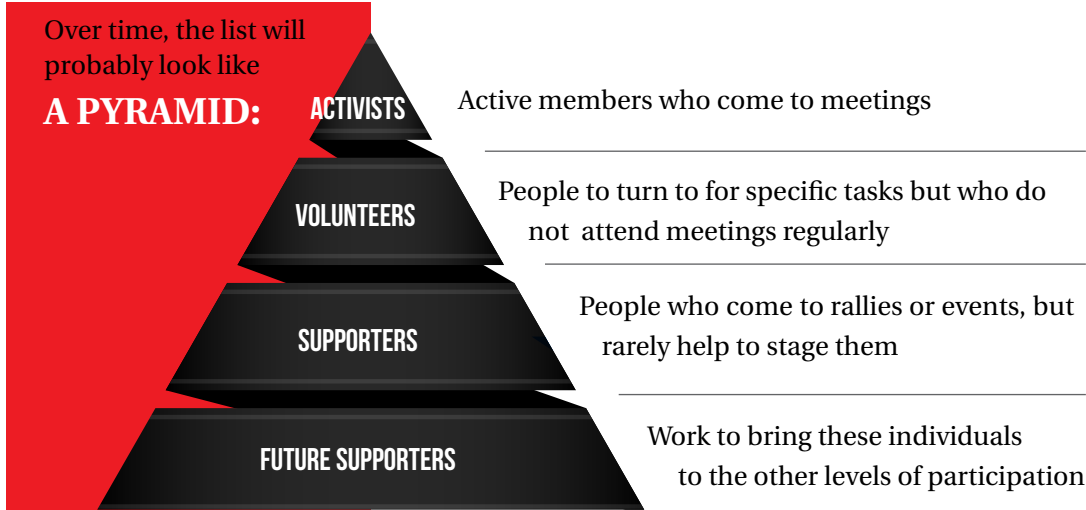 Over time, the list will
probably look like
A PYRAMID:
ACTIVISTS
Active members who come to meetings
VOLUNTEERS
People to turn to for specific tasks but who do
not attend meetings regularly
SUPPORTERS
People who come to rallies or events, but
rarely help to stage them
FUTURE SUPPORTERS
Work to bring these individuals
to the other levels of participation